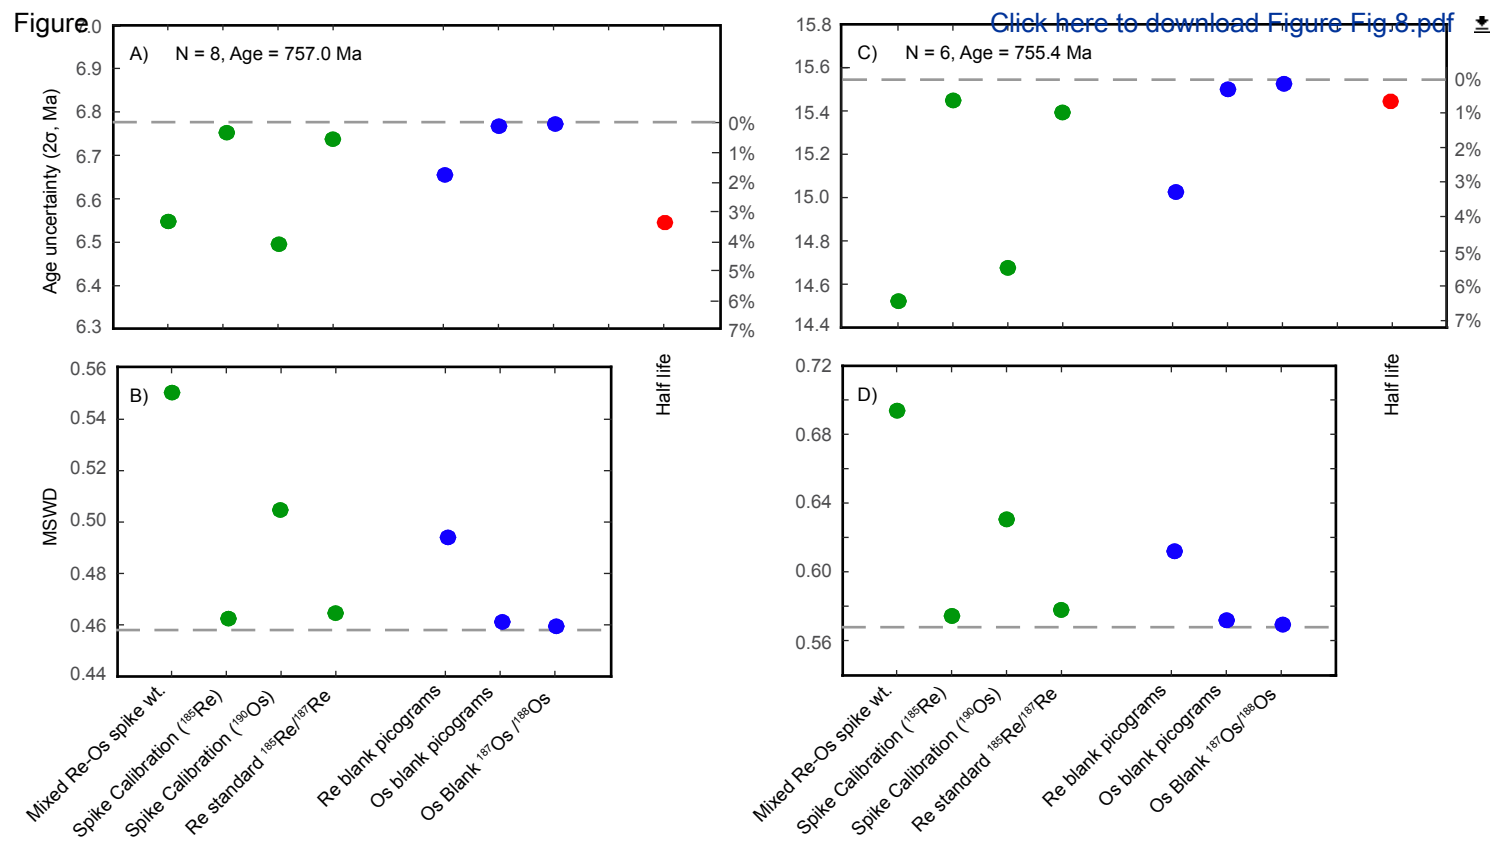 Figure
Click here to download Figure Fig.8.pdf
A) N = 8, Age = 757.0 Ma
Age uncertainty (2σ, Ma)
7.0
6.9
6.8
6.7
6.6
6.5
6.4
6.3
0%
1%
2%
3%
4%
5%
6%
7%
C) N = 6, Age = 755.4 Ma
15.8
15.6
15.4
15.2
15.0
14.8
14.6
14.4
0%
1%
2%
3%
4%
5%
6%
7%
Half life
Half life
B)
MSWD
0.56
0.54
0.52
0.50
0.48
0.46
0.44
Mixed Re-Os spike wt.
Spike Calibration (¹⁸⁵Re)
Spike Calibration (¹⁹⁰Os)
Re standard ¹⁸⁵Re/¹⁸⁷Re
Re blank picograms
Os blank picograms
Os Blank ¹⁸⁷Os /¹⁸⁸Os
D)
0.72
0.68
0.64
0.60
0.56
Mixed Re-Os spike wt.
Spike Calibration (¹⁸⁵Re)
Spike Calibration (¹⁹⁰Os)
Re standard ¹⁸⁵Re/¹⁸⁷Re
Re blank picograms
Os blank picograms
Os Blank ¹⁸⁷Os/¹⁸⁸Os